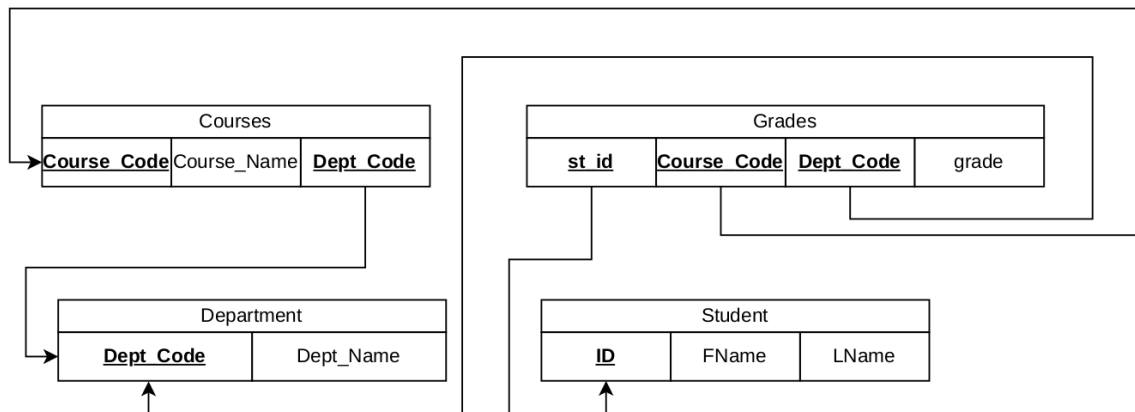 Courses
Course_Code Course_Name Dept_Code
Grades
st_id Course_Code Dept_Code grade
Department
Dept_Code Dept_Name
Student
ID FName LName